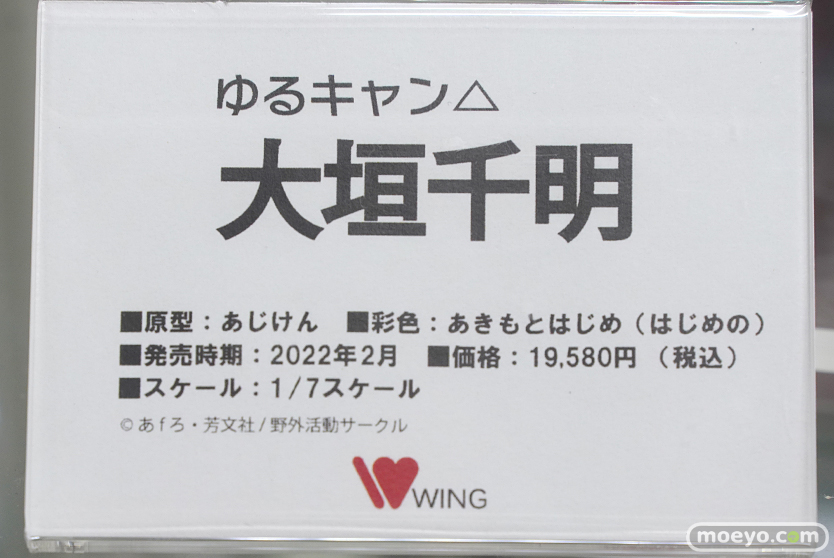 ゆるキャン△
大垣千明
■原型：あじけん　■彩色：あきもとはじめ（はじめの）
■発売時期：2022年2月　■価格：19,580円（税込）
■スケール：1/7スケール
©あfろ・芳文社/野外活動サークル
WING
moeyo.com